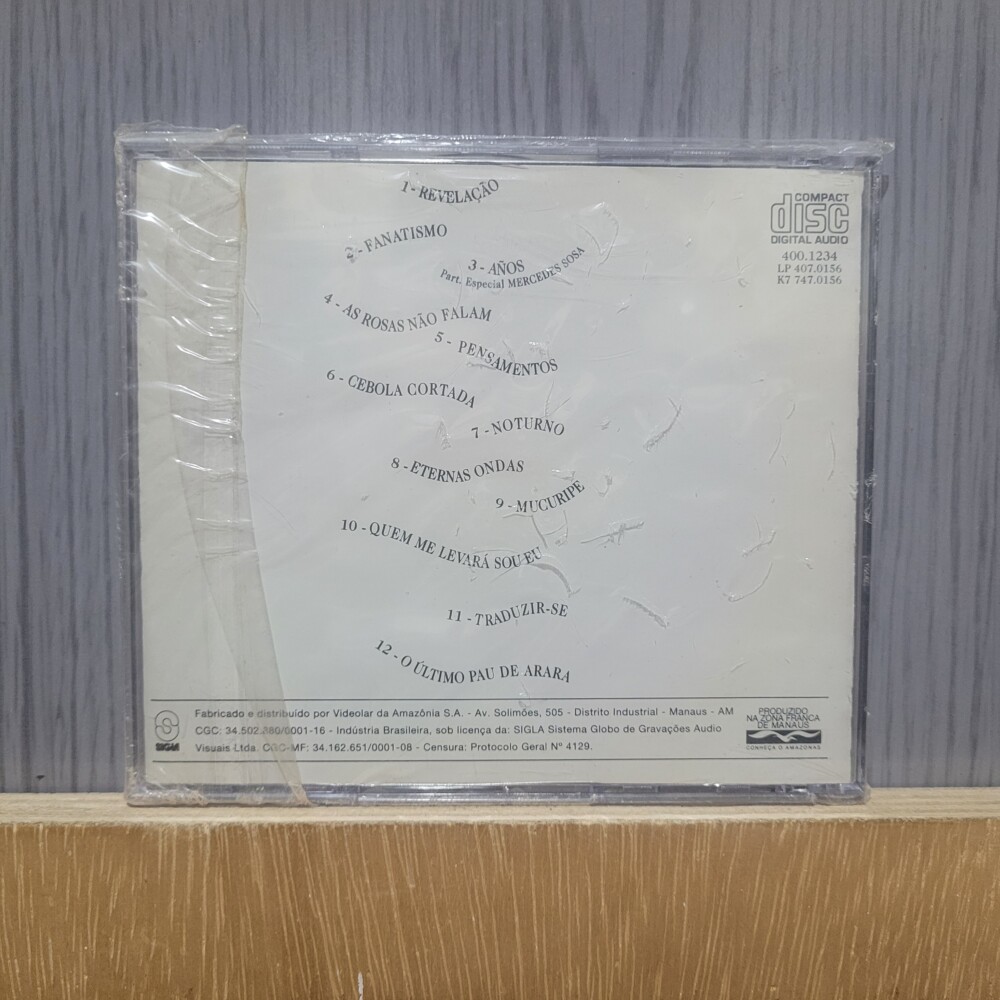 1 - REVELAÇÃO
2 - FANATISMO
3 - AÑOS
Part. Especial MERCEDES SOSA
4 - AS ROSAS NÃO FALAM
5 - PENSAMENTOS
6 - CEBOLA CORTADA
7 - NOTURNO
8 - ETERNAS ONDAS
9 - MUCURIPE
10 - QUEM ME LEVARÁ SOU EU
11 - TRADUZIR-SE
12 - O ÚLTIMO PAU DE ARARA
COMPACT
disc
DIGITAL AUDIO
400.1234
LP 407.0156
K7 747.0156
SIGLA
Fabricado e distribuído por Videolar da Amazônia S.A. - Av. Solimões, 505 - Distrito Industrial - Manaus - AM
CGC: 34.502.880/0001-16 - Indústria Brasileira, sob licença da: SIGLA Sistema Globo de Gravações Audio
Visuais Ltda. CGC-MF: 34.162.651/0001-08 - Censura: Protocolo Geral Nº 4129.
PRODUZIDO
NA ZONA FRANCA
DE MANAUS
CONHEÇA O AMAZONAS